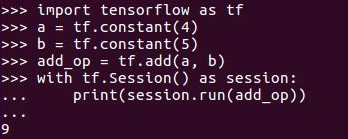 >>> import tensorflow as tf
>>> a = tf.constant(4)
>>> b = tf.constant(5)
>>> add_op = tf.add(a, b)
>>> with tf.Session() as session:
...     print(session.run(add_op))
...
9